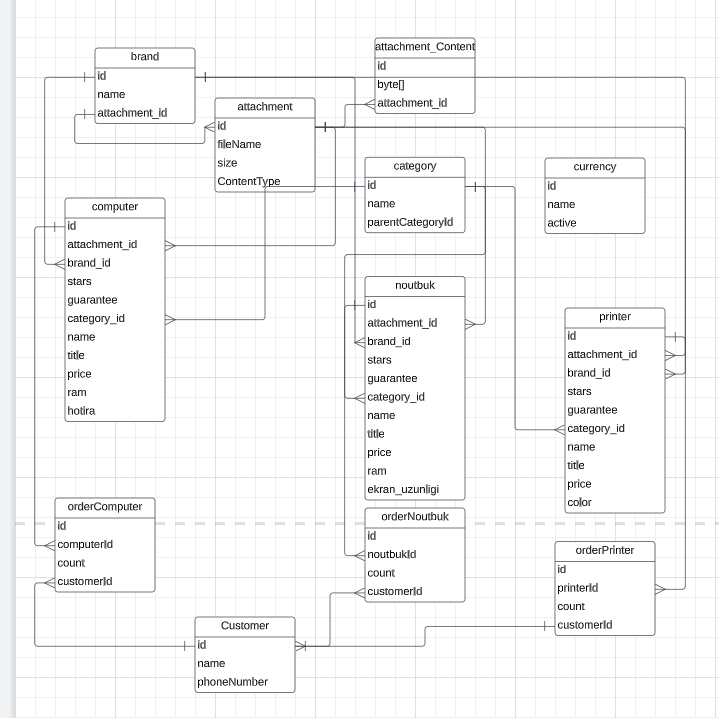 brand
id
name
attachment_id
attachment_Content
id
byte[]
attachment_id
attachment
id
fileName
size
ContentType
category
id
name
parentCategoryId
currency
id
name
active
computer
id
attachment_id
brand_id
stars
guarantee
category_id
name
title
price
ram
hotira
noutbuk
id
attachment_id
brand_id
stars
guarantee
category_id
name
title
price
ram
ekran_uzunligi
printer
id
attachment_id
brand_id
stars
guarantee
category_id
name
title
price
color
orderComputer
id
computerId
count
customerId
orderNoutbuk
id
noutbukId
count
customerId
orderPrinter
id
printerId
count
customerId
Customer
id
name
phoneNumber